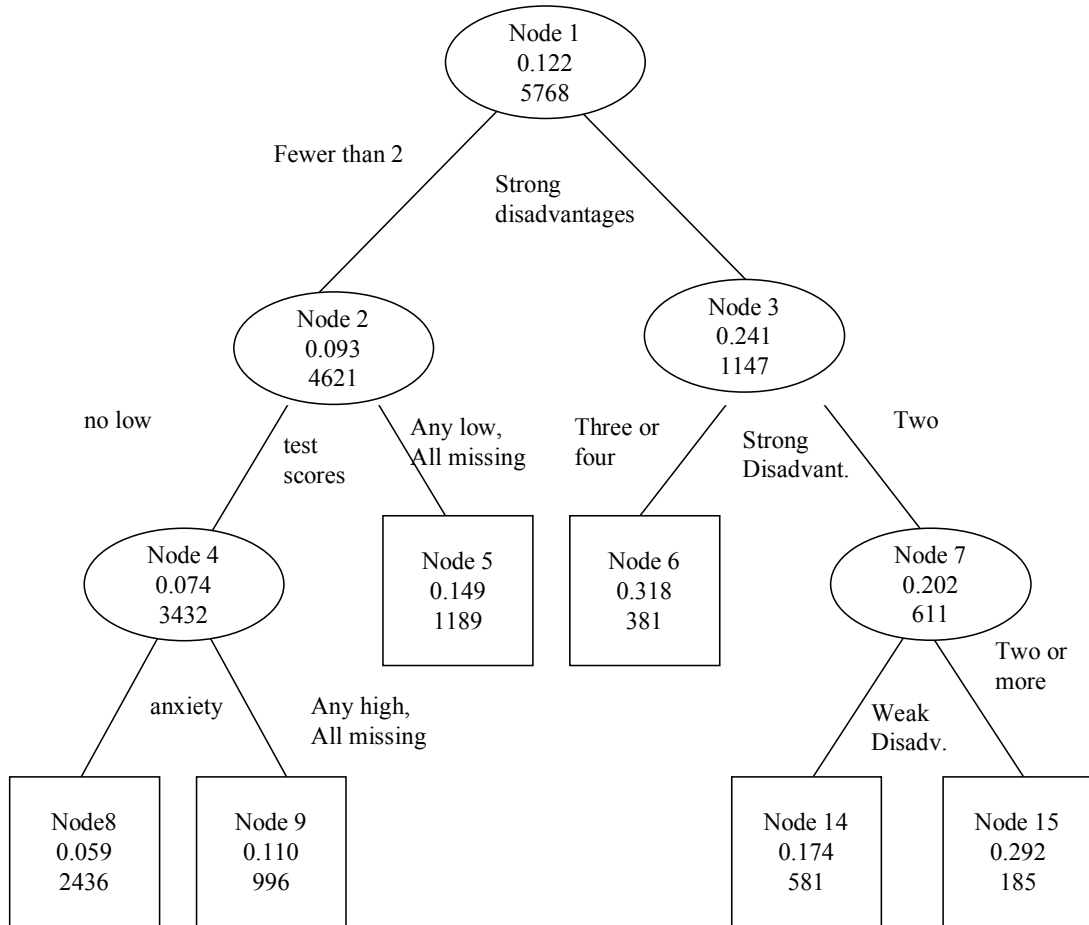 Node 1
0.122
5768
Fewer than 2
Strong
disadvantages
Node 2
0.093
4621
Node 3
0.241
1147
no low
test
scores
Any low,
All missing
Three or
four
Strong
Disadvant.
Two
Node 4
0.074
3432
Node 5
0.149
1189
Node 6
0.318
381
Node 7
0.202
611
anxiety
Any high,
All missing
Weak
Disadv.
Two or
more
Node8
0.059
2436
Node 9
0.110
996
Node 14
0.174
581
Node 15
0.292
185